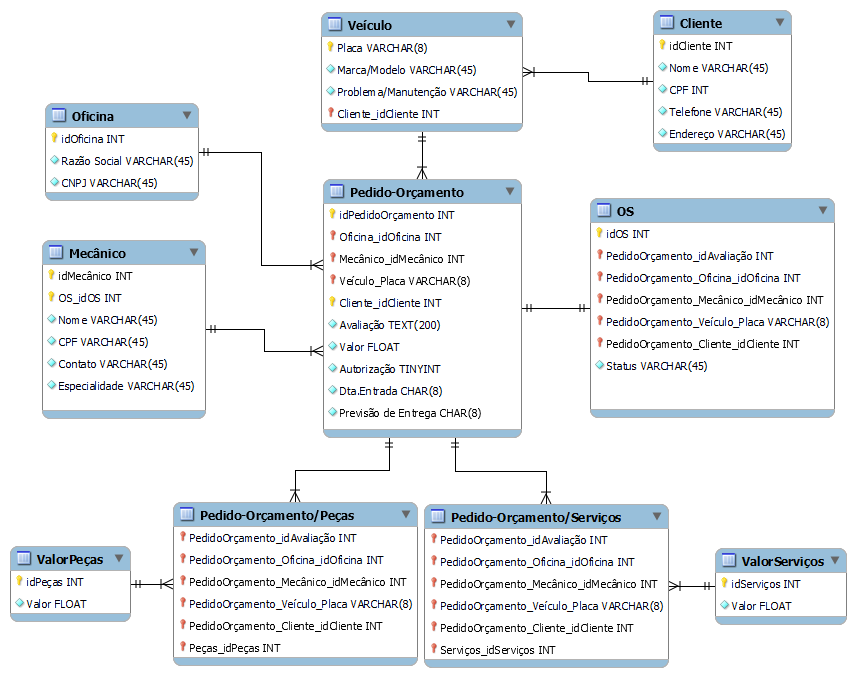 Veículo
Placa VARCHAR(8)
Marca/Modelo VARCHAR(45)
Problema/Manutenção VARCHAR(45)
Cliente_idCliente INT
Cliente
idCliente INT
Nome VARCHAR(45)
CPF INT
Telefone VARCHAR(45)
Endereço VARCHAR(45)
Oficina
idOficina INT
Razão Social VARCHAR(45)
CNPJ VARCHAR(45)
Pedido-Orçamento
idPedidoOrçamento INT
Oficina_idOficina INT
Mecânico_idMecânico INT
Veículo_Placa VARCHAR(8)
Cliente_idCliente INT
Avaliação TEXT(200)
Valor FLOAT
Autorização TINYINT
Dta.Entrada CHAR(8)
Previsão de Entrega CHAR(8)
OS
idOS INT
PedidoOrçamento_idAvaliação INT
PedidoOrçamento_Oficina_idOficina INT
PedidoOrçamento_Mecânico_idMecânico INT
PedidoOrçamento_Veículo_Placa VARCHAR(8)
PedidoOrçamento_Cliente_idCliente INT
Status VARCHAR(45)
Mecânico
idMecânico INT
OS_idOS INT
Nome VARCHAR(45)
CPF VARCHAR(45)
Contato VARCHAR(45)
Especialidade VARCHAR(45)
Pedido-Orçamento/Peças
PedidoOrçamento_idAvaliação INT
PedidoOrçamento_Oficina_idOficina INT
PedidoOrçamento_Mecânico_idMecânico INT
PedidoOrçamento_Veículo_Placa VARCHAR(8)
PedidoOrçamento_Cliente_idCliente INT
Peças_idPeças INT
Pedido-Orçamento/Serviços
PedidoOrçamento_idAvaliação INT
PedidoOrçamento_Oficina_idOficina INT
PedidoOrçamento_Mecânico_idMecânico INT
PedidoOrçamento_Veículo_Placa VARCHAR(8)
PedidoOrçamento_Cliente_idCliente INT
Serviços_idServiços INT
ValorPeças
idPeças INT
Valor FLOAT
ValorServiços
idServiços INT
Valor FLOAT